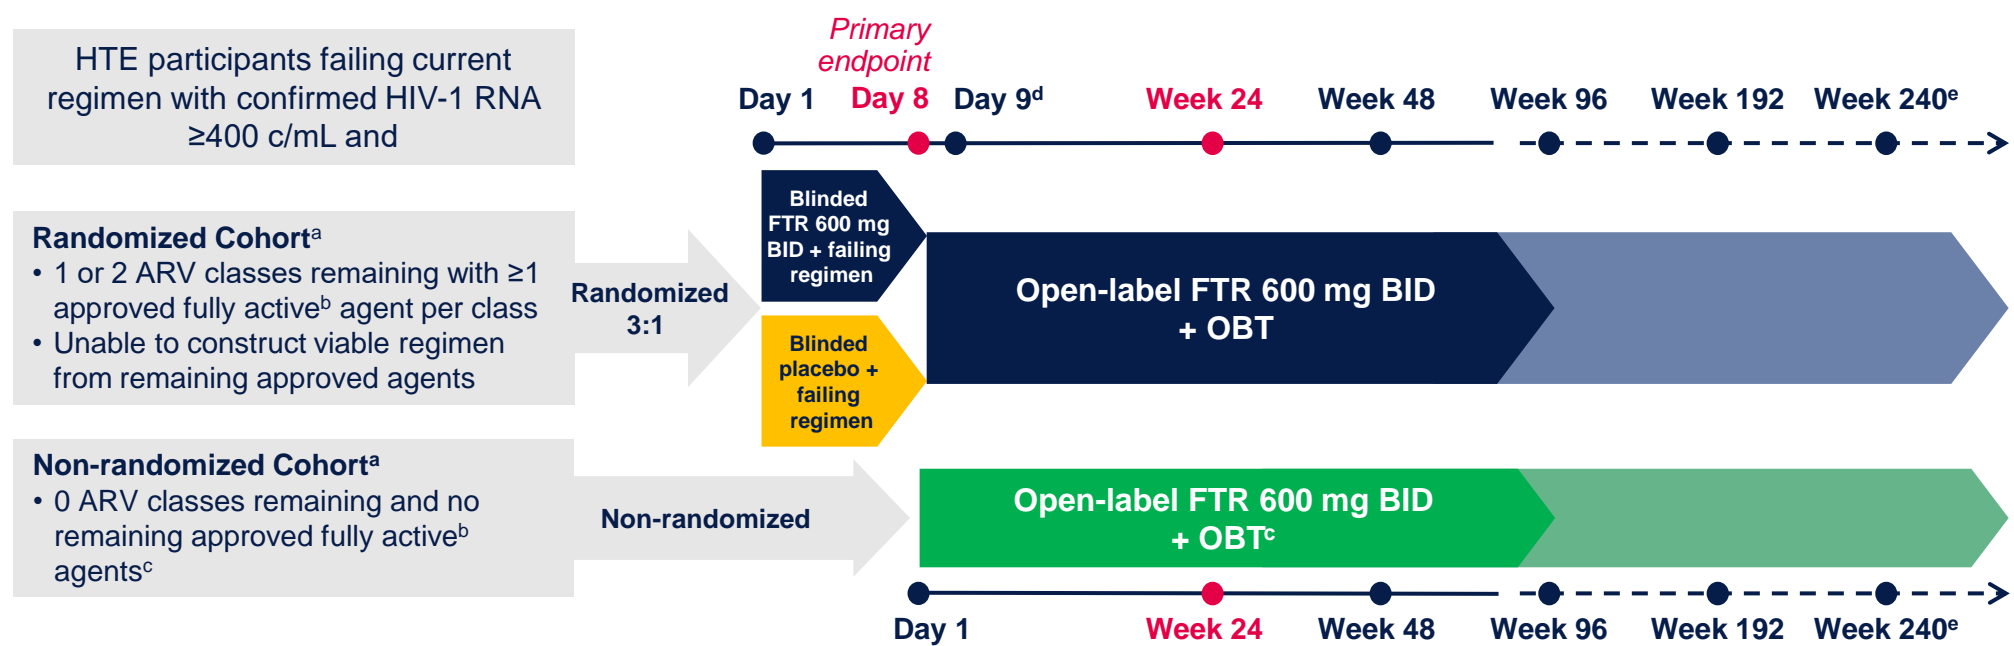 HTE participants failing current
regimen with confirmed HIV-1 RNA
≥400 c/mL and
Primary
endpoint
Day 1 Day 8 Day 9ᵈ Week 24 Week 48 Week 96 Week 192 Week 240ᵉ
Randomized Cohortᵃ
• 1 or 2 ARV classes remaining with ≥1
approved fully activeᵇ agent per class
• Unable to construct viable regimen
from remaining approved agents
Randomized
3:1
Blinded
FTR 600 mg
BID + failing
regimen
Blinded
placebo +
failing
regimen
Open-label FTR 600 mg BID
+ OBT
Non-randomized Cohortᵃ
• 0 ARV classes remaining and no
remaining approved fully activeᵇ
agentsᶜ
Non-randomized
Open-label FTR 600 mg BID
+ OBTᶜ
Day 1 Week 24 Week 48 Week 96 Week 192 Week 240ᵉ